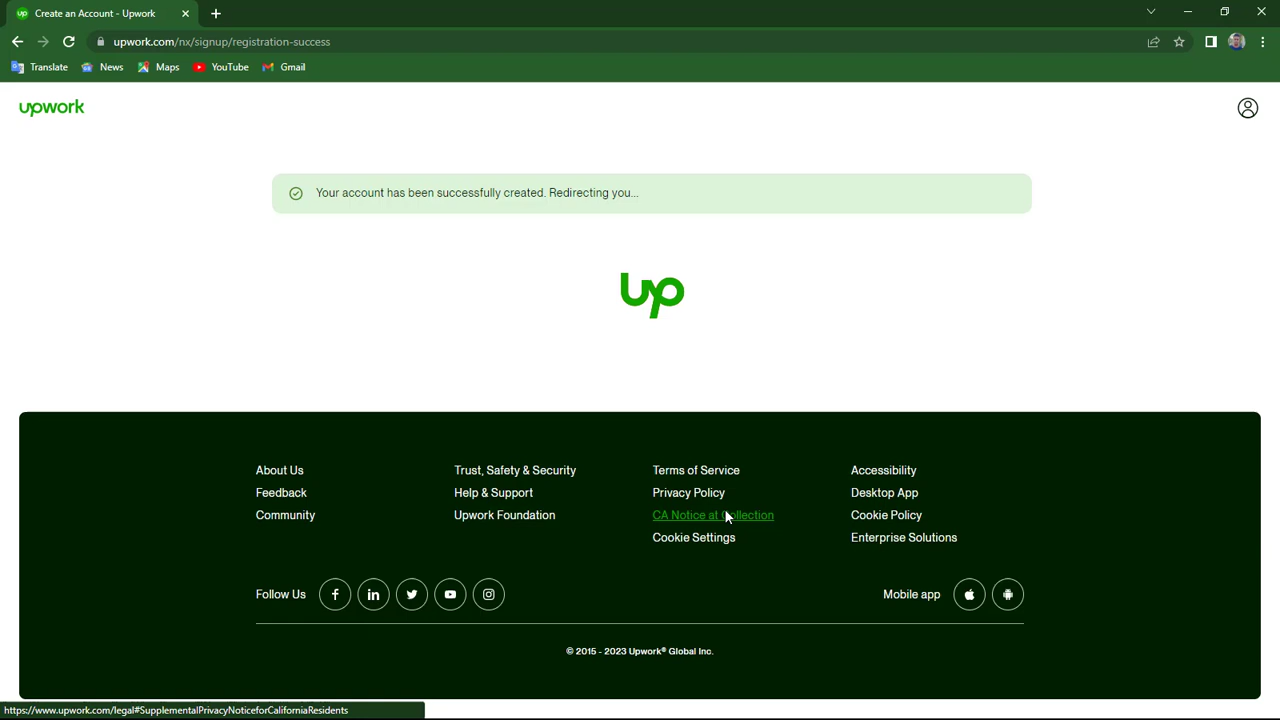 Create an Account - Upwork
upwork.com/nx/signup/registration-success
Translate News Maps YouTube Gmail
upwork
Your account has been successfully created. Redirecting you...
up
About Us Trust, Safety & Security Terms of Service Accessibility
Feedback Help & Support Privacy Policy Desktop App
Community Upwork Foundation CA Notice at Collection Cookie Policy
Cookie Settings Enterprise Solutions
Follow Us Mobile app
© 2015 - 2023 Upwork® Global Inc.
https://www.upwork.com/legal#SupplementalPrivacyNoticeforCaliforniaResidents